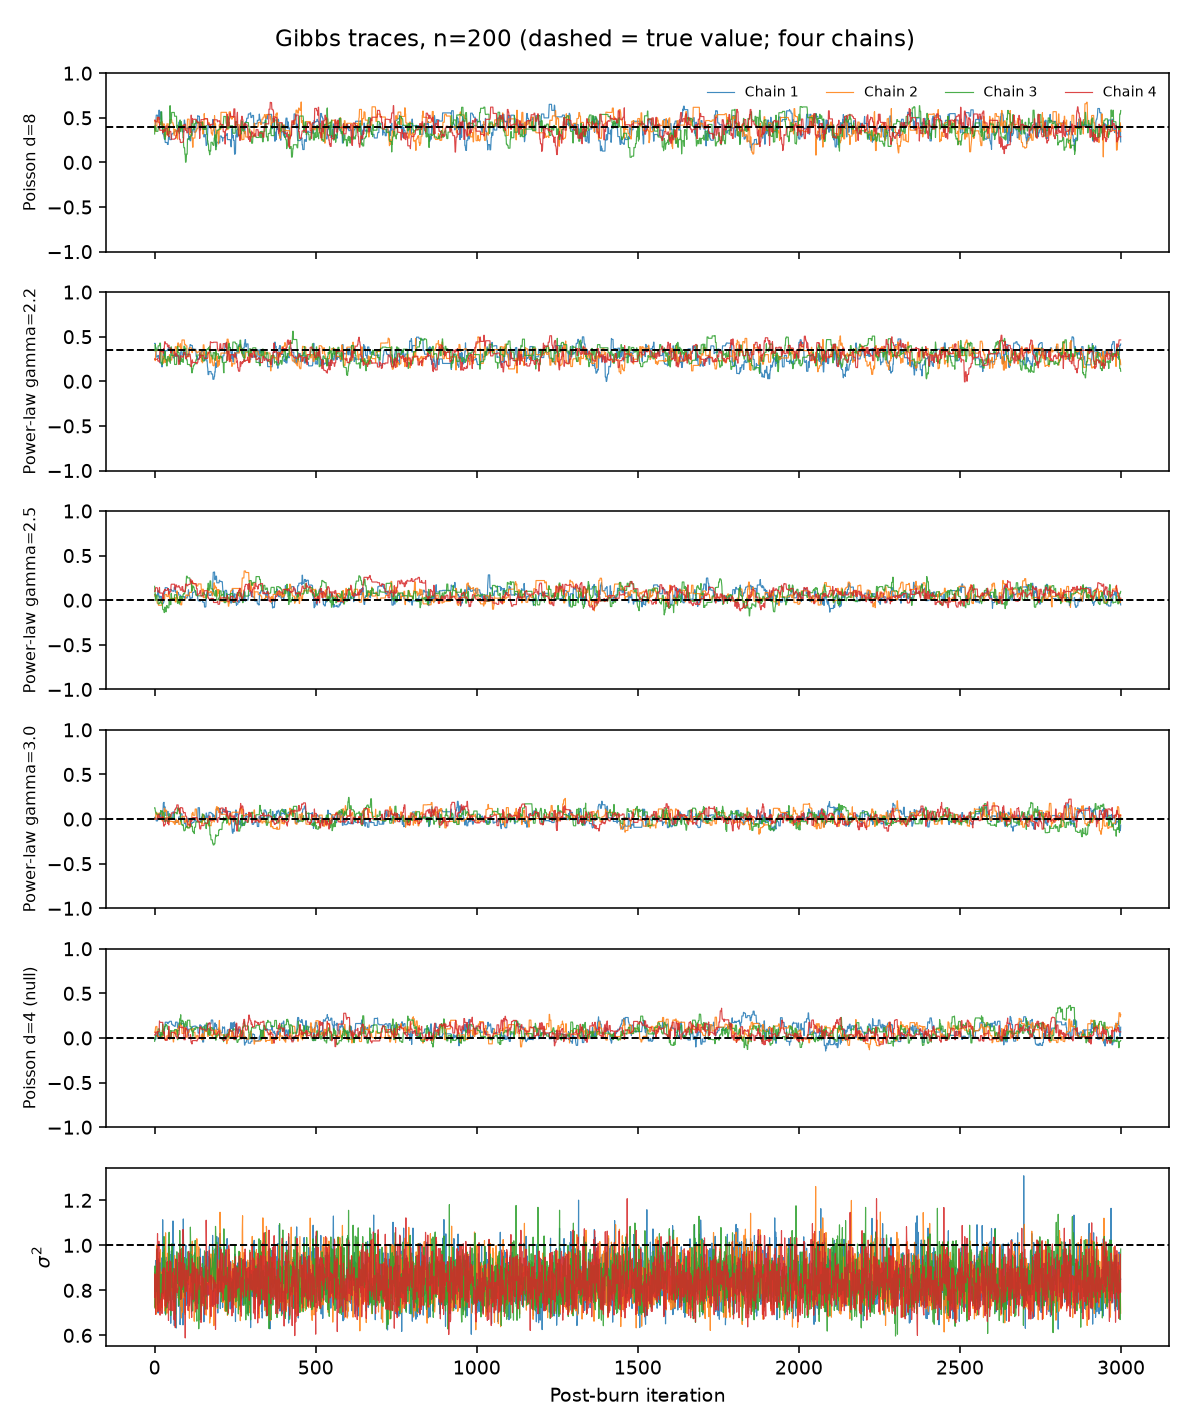 Gibbs traces, n=200 (dashed = true value; four chains)
Chain 1 Chain 2 Chain 3 Chain 4
Poisson d=8
1.0
0.5
0.0
−0.5
−1.0
Power-law gamma=2.2
1.0
0.5
0.0
−0.5
−1.0
Power-law gamma=2.5
1.0
0.5
0.0
−0.5
−1.0
Power-law gamma=3.0
1.0
0.5
0.0
−0.5
−1.0
Poisson d=4 (null)
1.0
0.5
0.0
−0.5
−1.0
σ²
1.2
1.0
0.8
0.6
0 500 1000 1500 2000 2500 3000
Post-burn iteration